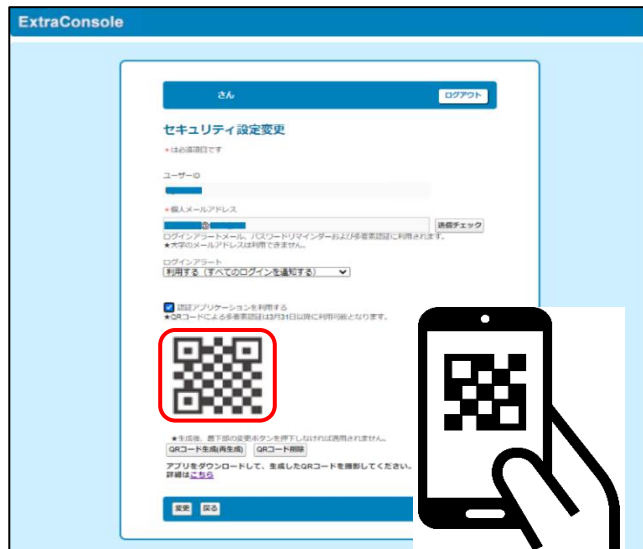 ExtraConsole
さん
ログアウト
セキュリティ設定変更
* は必須項目です
ユーザーID
* 個人メールアドレス
@
送信チェック
ログインアラートメール、パスワードリマインダーおよび多要素認証に利用されます。
★大学のメールアドレスは利用できません。
ログインアラート
利用する（すべてのログインを通知する）
認証アプリケーションを利用する
★QRコードによる多要素認証は3月31日以降に利用可能となります。
★生成後、最下部の変更ボタンを押下しなければ適用されません。
QRコード生成(再生成)
QRコード削除
アプリをダウンロードして、生成したQRコードを撮影してください。
詳細はこちら
変更
戻る